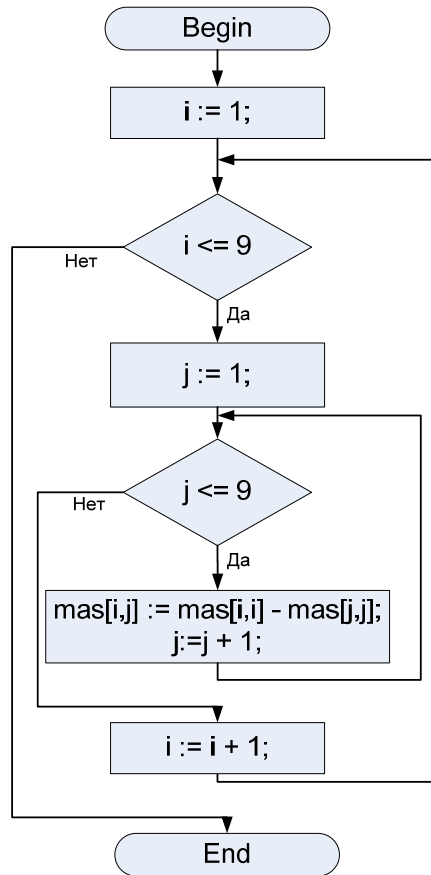 Begin
i := 1;
i <= 9
Нет
Да
j := 1;
j <= 9
Нет
Да
mas[i,j] := mas[i,i] - mas[j,j];
j:=j + 1;
i := i + 1;
End